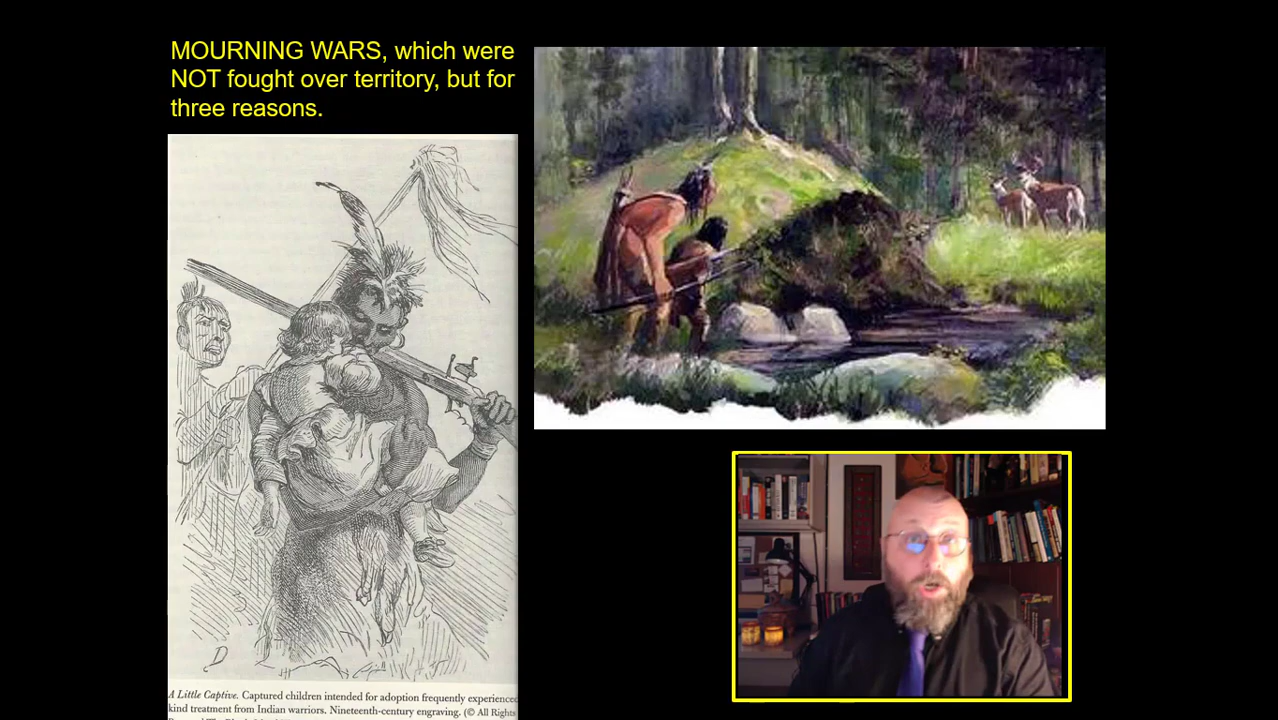 MOURNING WARS, which were
NOT fought over territory, but for
three reasons.
D
A Little Captive. Captured children intended for adoption frequently experienced
kind treatment from Indian warriors. Nineteenth-century engraving. (© All Rights